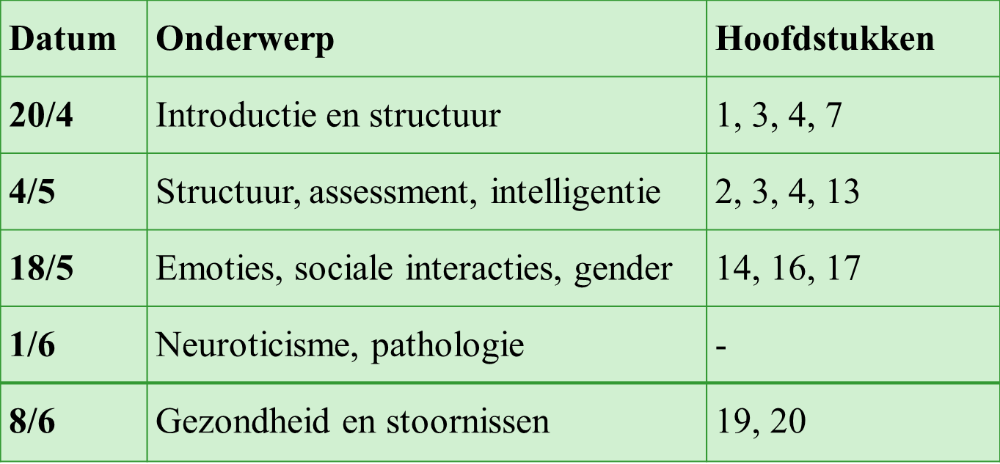 Datum Onderwerp Hoofdstukken
20/4 Introductie en structuur 1, 3, 4, 7
4/5 Structuur, assessment, intelligentie 2, 3, 4, 13
18/5 Emoties, sociale interacties, gender 14, 16, 17
1/6 Neuroticisme, pathologie -
8/6 Gezondheid en stoornissen 19, 20